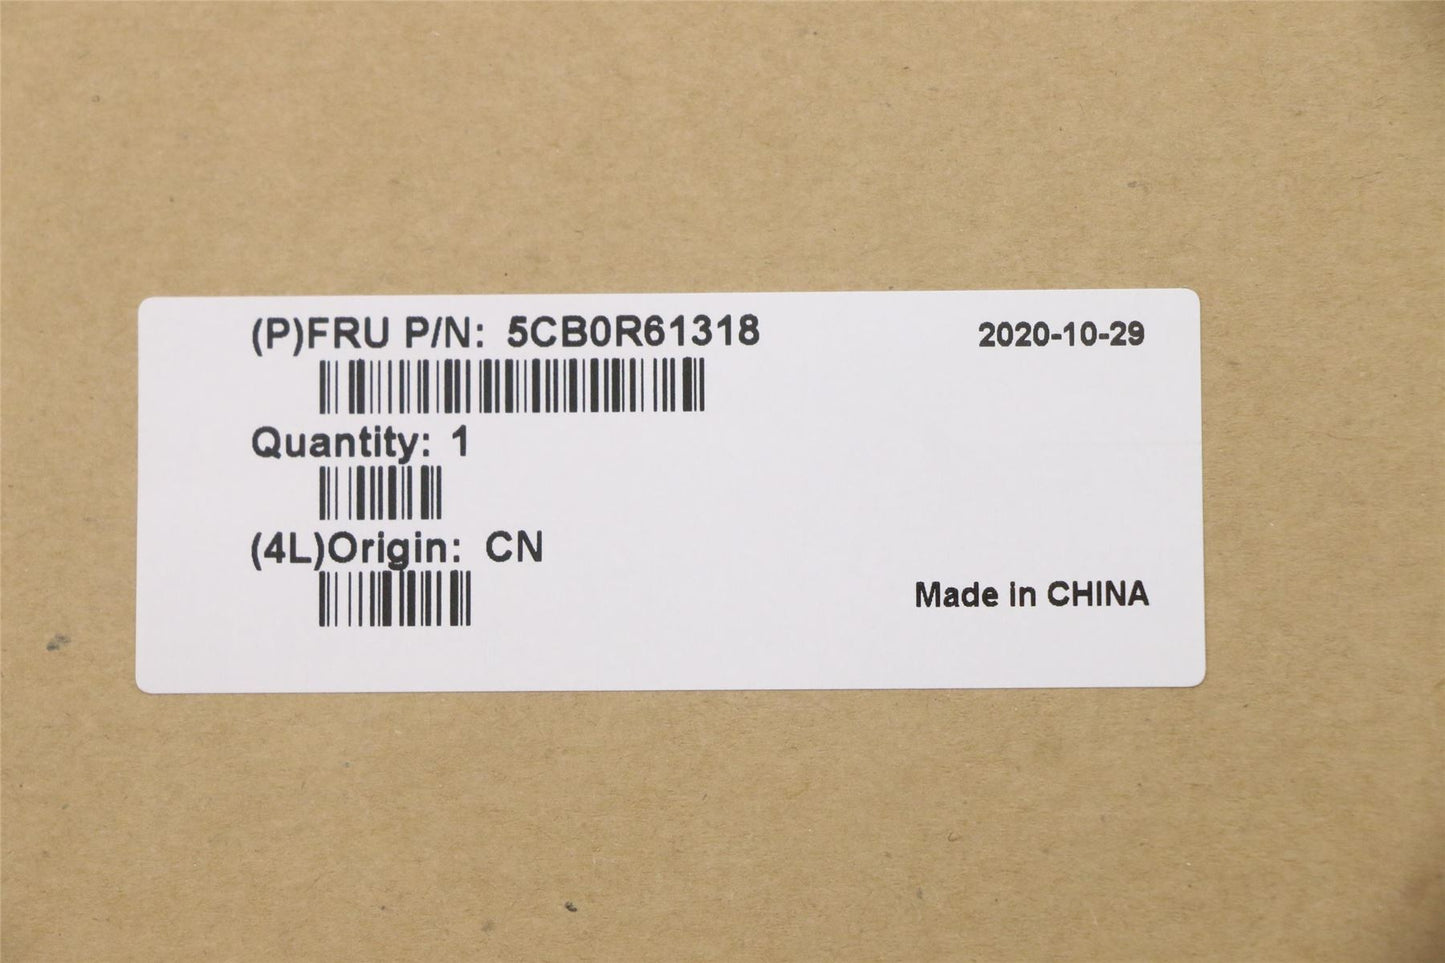 (P)FRU P/N: 5CB0R61318
2020-10-29
Quantity: 1
(4L)Origin: CN
Made in CHINA